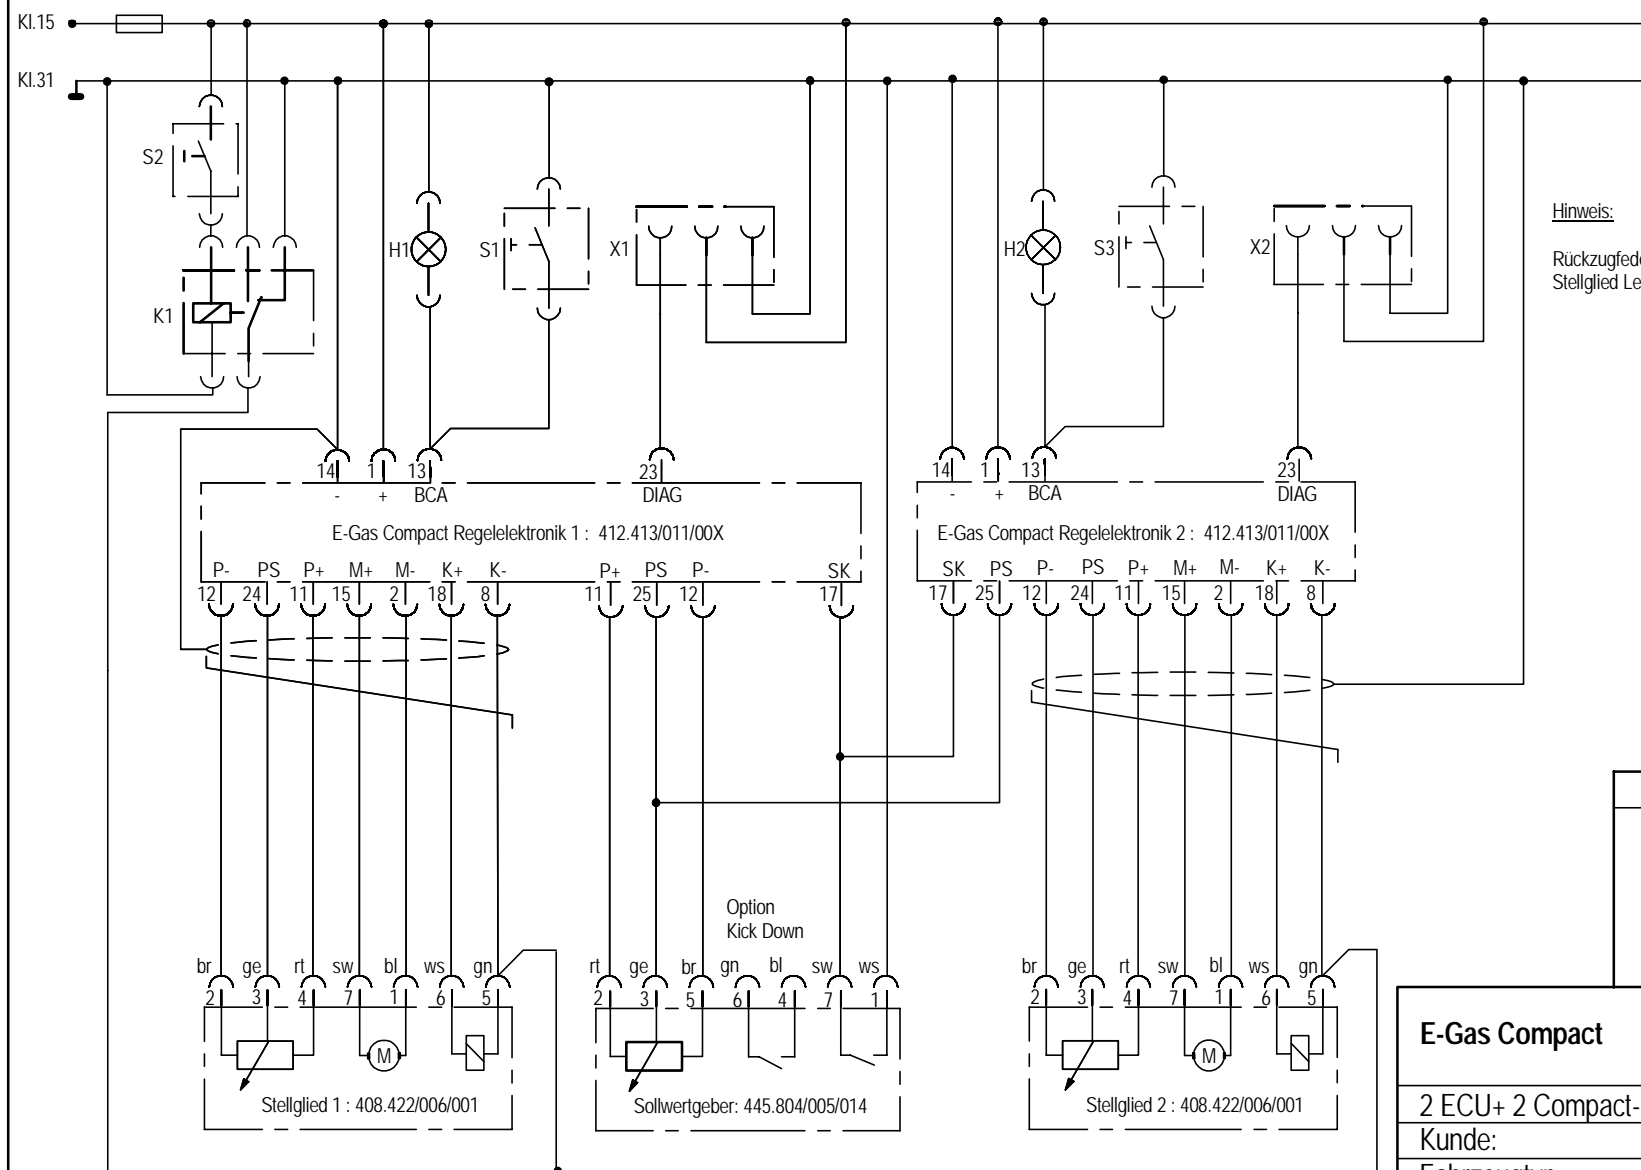 Kl.15
Kl.31
S2
K1
H1
S1
X1
H2
S3
X2
Hinweis:
Rückzugfed
Stellglied Le
14 1 13 23
- + BCA DIAG
E-Gas Compact Regelelektronik 1 : 412.413/011/00X
P- PS P+ M+ M- K+ K- P+ PS P- SK
12 24 11 15 2 18 8 11 25 12 17
14 1 13 23
- + BCA DIAG
E-Gas Compact Regelelektronik 2 : 412.413/011/00X
SK PS P- PS P+ M+ M- K+ K-
17 25 12 24 11 15 2 18 8
Option
Kick Down
br ge rt sw bl ws gn
2 3 4 7 1 6 5
M
Stellglied 1 : 408.422/006/001
rt ge br gn bl sw ws
2 3 5 6 4 7 1
Sollwertgeber: 445.804/005/014
br ge rt sw bl ws gn
2 3 4 7 1 6 5
M
Stellglied 2 : 408.422/006/001
E-Gas Compact
2 ECU+ 2 Compact-
Kunde: